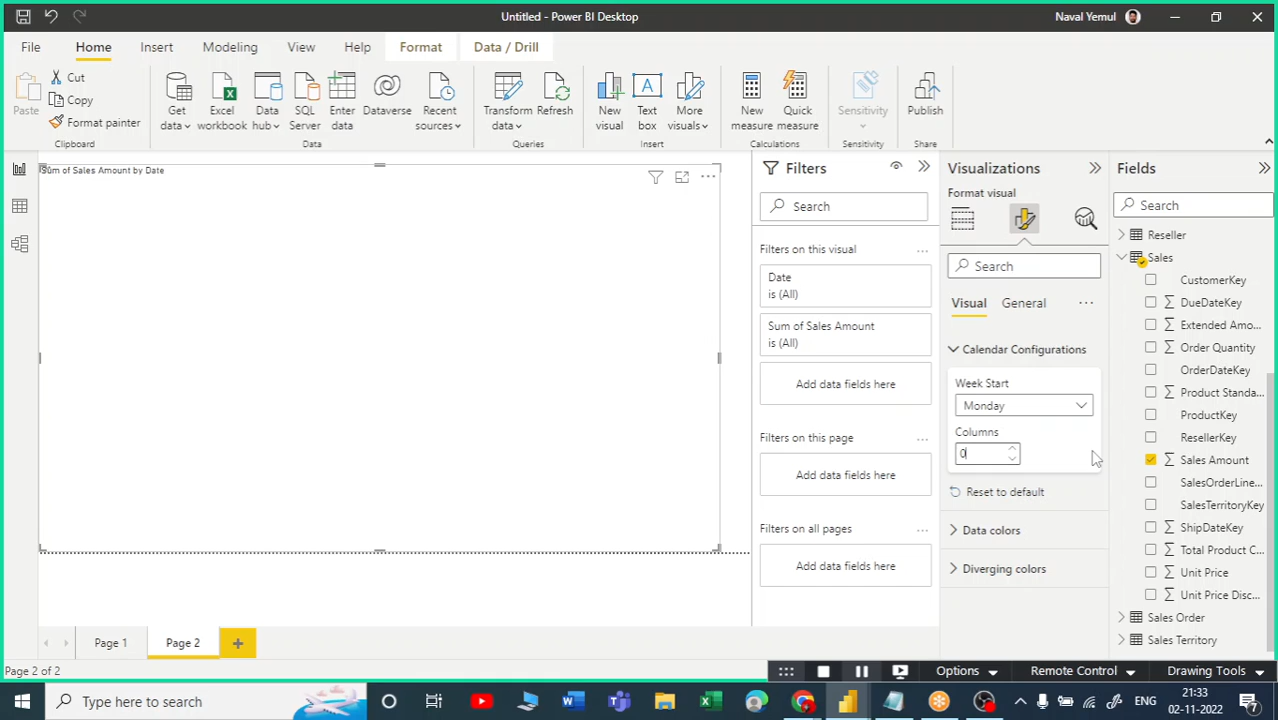 Untitled - Power BI Desktop
Naval Yemul
File
Home
Insert
Modeling
View
Help
Format
Data / Drill
Paste
Cut
Copy
Format painter
Clipboard
Get data
Excel workbook
Data hub
SQL Server
Enter data
Dataverse
Recent sources
Data
Transform data
Refresh
Queries
New visual
Text box
More visuals
Insert
New measure
Quick measure
Calculations
Sensitivity
Sensitivity
Publish
Share
Sum of Sales Amount by Date
Filters
Search
Filters on this visual
Date
is (All)
Sum of Sales Amount
is (All)
Add data fields here
Filters on this page
Add data fields here
Filters on all pages
Add data fields here
Visualizations
Format visual
Search
Visual
General
Calendar Configurations
Week Start
Monday
Columns
0
Reset to default
Data colors
Diverging colors
Fields
Search
Reseller
Sales
CustomerKey
DueDateKey
Extended Amo...
Order Quantity
OrderDateKey
Product Standa...
ProductKey
ResellerKey
Sales Amount
SalesOrderLine...
SalesTerritoryKey
ShipDateKey
Total Product C...
Unit Price
Unit Price Disc...
Sales Order
Sales Territory
Page 1
Page 2
Page 2 of 2
Options
Remote Control
Drawing Tools
Type here to search
ENG
21:33
02-11-2022
7